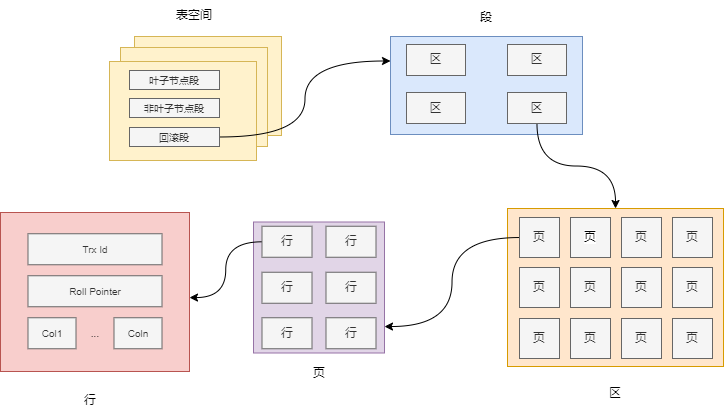 表空间
叶子节点段
非叶子节点段
回滚段
段
区 区
区 区
页 页 页 页
页 页 页 页
页 页 页 页
区
行 行
行 行
行 行
页
Trx Id
Roll Pointer
Col1 ... Coln
行